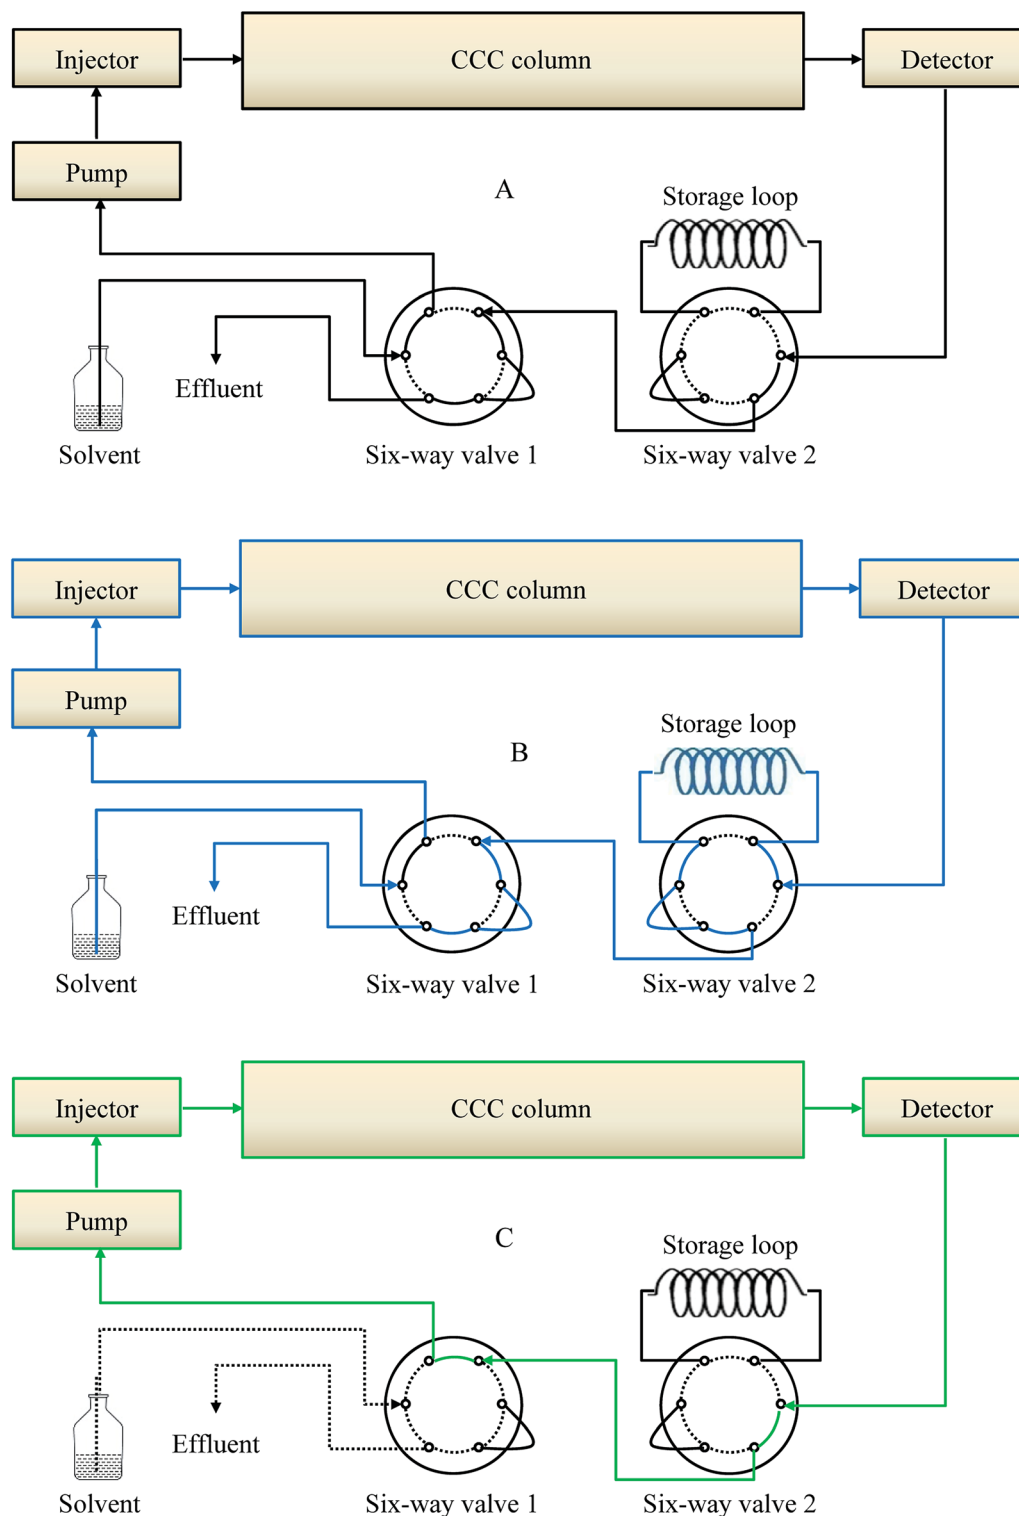 Injector
CCC column
Detector
Pump
A
Storage loop
Effluent
Solvent
Six-way valve 1
Six-way valve 2
Injector
CCC column
Detector
Pump
B
Storage loop
Effluent
Solvent
Six-way valve 1
Six-way valve 2
Injector
CCC column
Detector
Pump
C
Storage loop
Effluent
Solvent
Six-way valve 1
Six-way valve 2